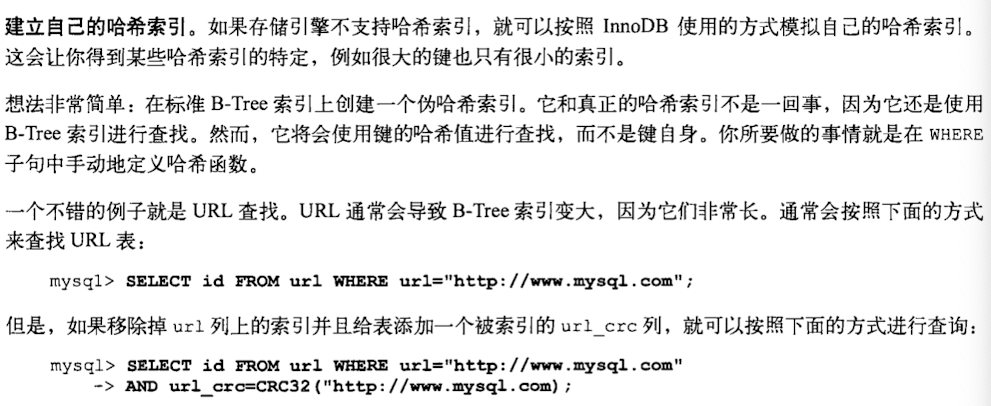 建立自己的哈希索引。如果存储引擎不支持哈希索引，就可以按照 InnoDB 使用的方式模拟自己的哈希索引。
这会让你得到某些哈希索引的特定，例如很大的键也只有很小的索引。
想法非常简单：在标准 B-Tree 索引上创建一个伪哈希索引。它和真正的哈希索引不是一回事，因为它还是使用
B-Tree 索引进行查找。然而，它将会使用键的哈希值进行查找，而不是键自身。你所要做的事情就是在 WHERE
子句中手动地定义哈希函数。
一个不错的例子就是 URL 查找。URL 通常会导致 B-Tree 索引变大，因为它们非常长。通常会按照下面的方式
来查找 URL 表：
mysql> SELECT id FROM url WHERE url="http://www.mysql.com";
但是，如果移除掉 url 列上的索引并且给表添加一个被索引的 url_crc 列，就可以按照下面的方式进行查询：
mysql> SELECT id FROM url WHERE url="http://www.mysql.com"
-> AND url_crc=CRC32("http://www.mysql.com);